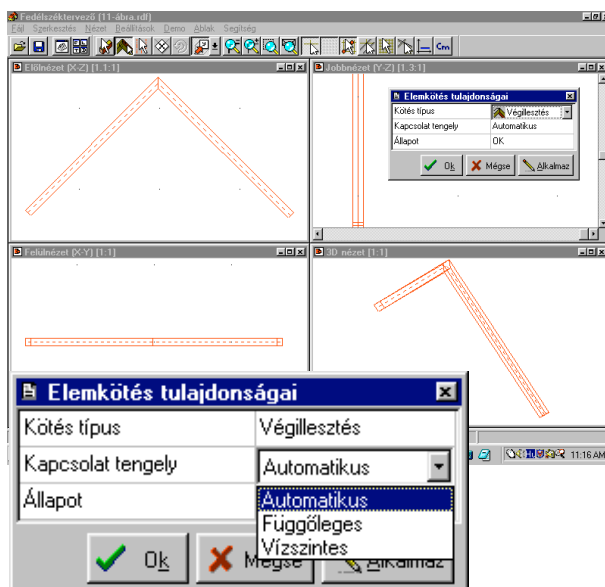 Fedélszéktervező [11-ábra.rdf]
Fájl Szerkesztés Nézet Beállítások Demo Ablak Segítség
Cm
Elölnézet (X-Z) [1.1:1]
Jobbnézet (Y-Z) [1.3:1]
Elemkötés tulajdonságai
Kötés típus Végillesztés
Kapcsolat tengely Automatikus
Állapot OK
Ok Mégse Alkalmaz
Felülnézet (X-Y) [1:1]
3D nézet [1:1]
Elemkötés tulajdonságai
Kötés típus Végillesztés
Kapcsolat tengely Automatikus
Állapot Automatikus
Függőleges
Vízszintes
Ok Mégse Alkalmaz
11:16 AM